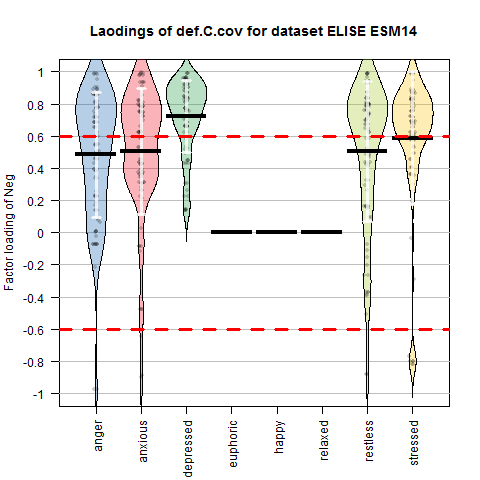 Laodings of def.C.cov for dataset ELISE ESM14
Factor loading of Neg
1
0.8
0.6
0.4
0.2
0
-0.2
-0.4
-0.6
-0.8
-1
anger
anxious
depressed
euphoric
happy
relaxed
restless
stressed